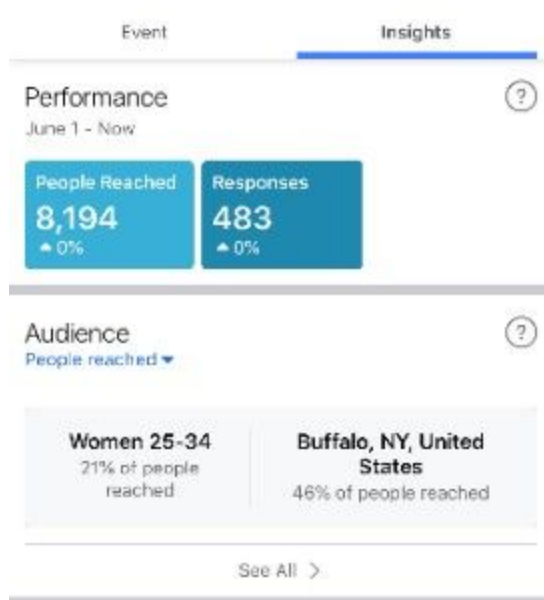 Event
Insights
Performance
June 1 - Now
People Reached
8,194
0%
Responses
483
0%
Audience
People reached
Women 25-34
21% of people
reached
Buffalo, NY, United
States
46% of people reached
See All